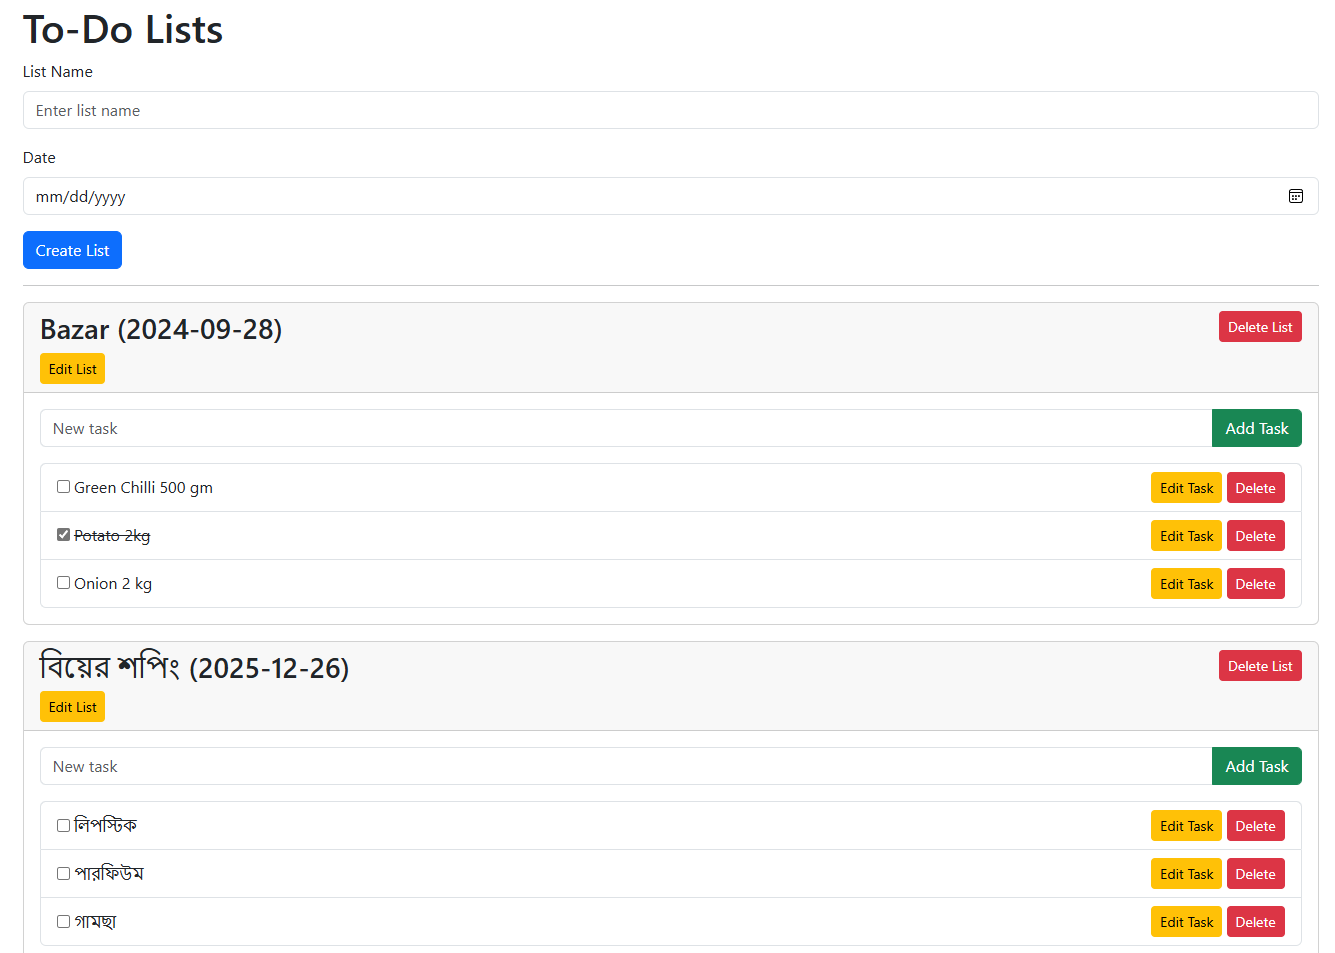 To-Do Lists
List Name
Enter list name
Date
mm/dd/yyyy
Create List
Bazar (2024-09-28)
Delete List
Edit List
New task
Add Task
Green Chilli 500 gm
Edit Task
Delete
Potato 2kg
Edit Task
Delete
Onion 2 kg
Edit Task
Delete
বিয়ের শপিং (2025-12-26)
Delete List
Edit List
New task
Add Task
লিপস্টিক
Edit Task
Delete
পারফিউম
Edit Task
Delete
গামছা
Edit Task
Delete